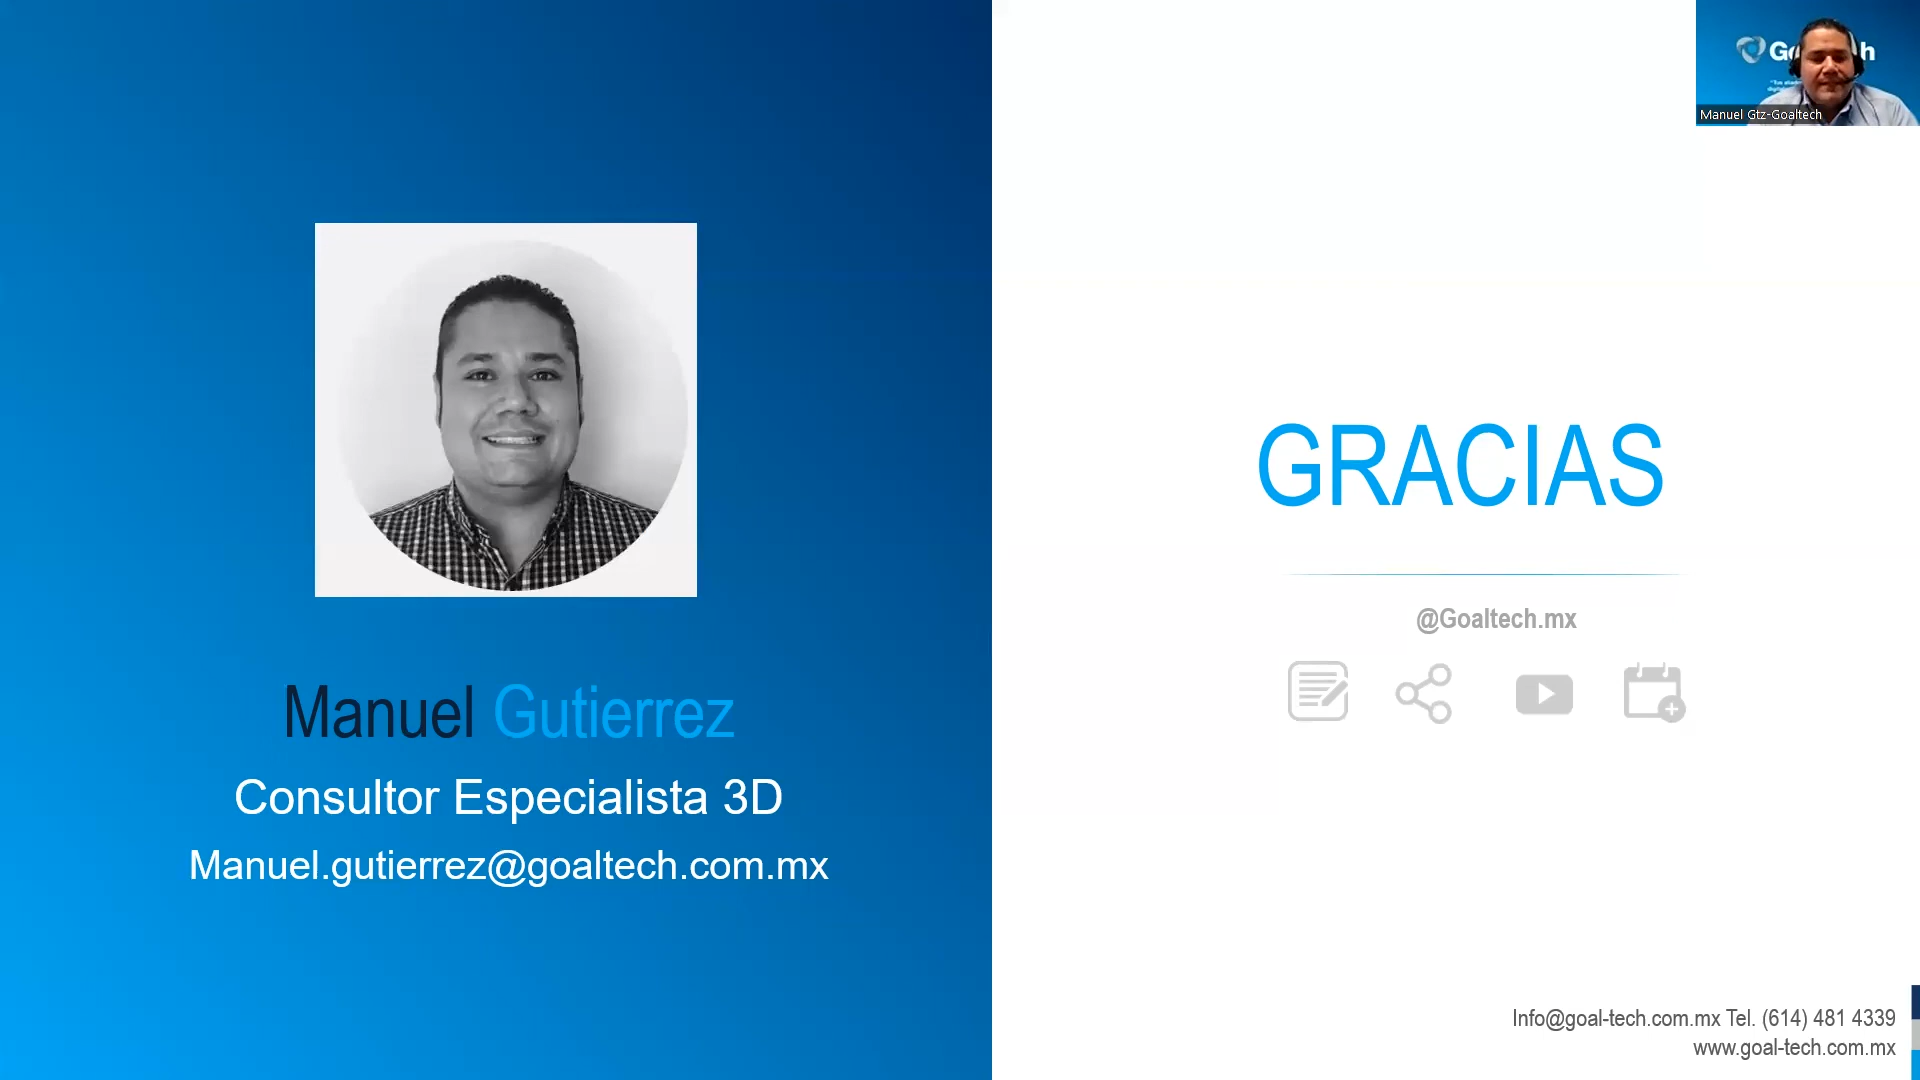 Manuel Gtz-Goaltech
GRACIAS
@Goaltech.mx
Manuel Gutierrez
Consultor Especialista 3D
Manuel.gutierrez@goaltech.com.mx
Info@goal-tech.com.mx Tel. (614) 481 4339
www.goal-tech.com.mx